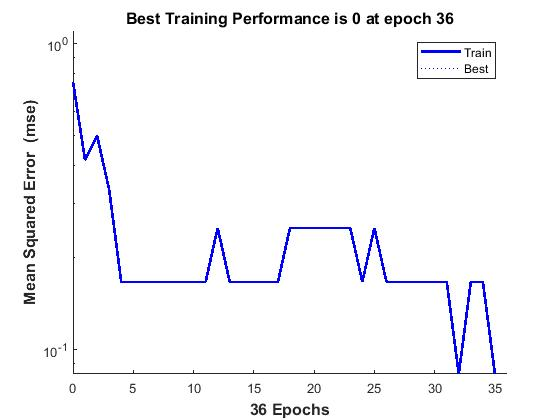 Best Training Performance is 0 at epoch 36
10^0
Train
Best
Mean Squared Error (mse)
10^-1
0 5 10 15 20 25 30 35
36 Epochs